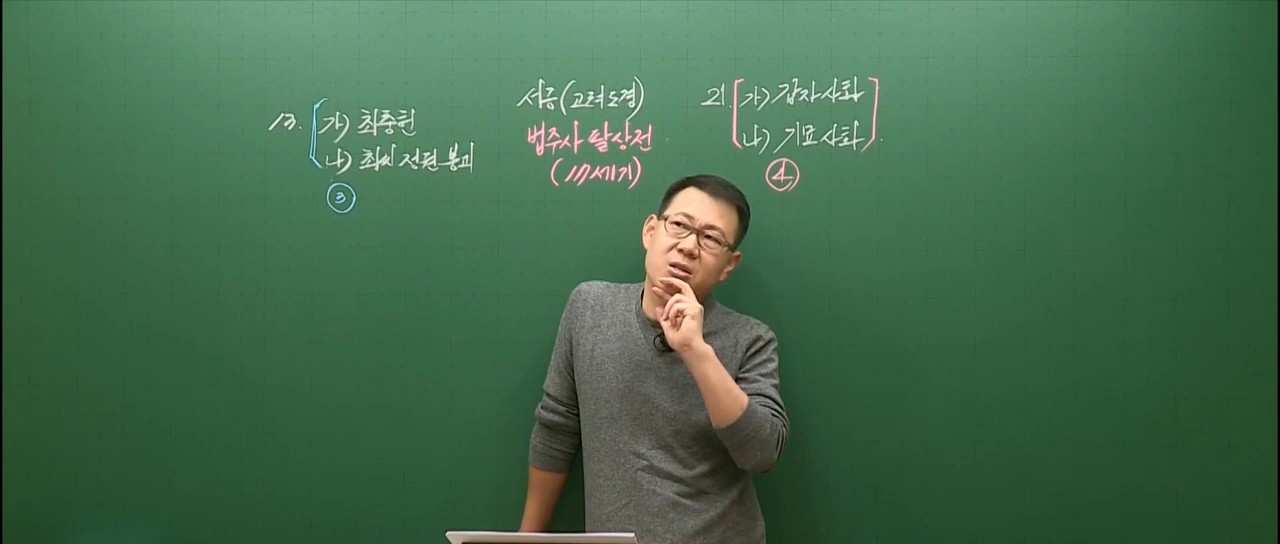 13. 가) 최충헌
나) 최씨 정권 붕괴
③
서긍 (고려도경)
법주사 팔상전
(17세기)
21. 가) 갑자사화
나) 기묘사화
④